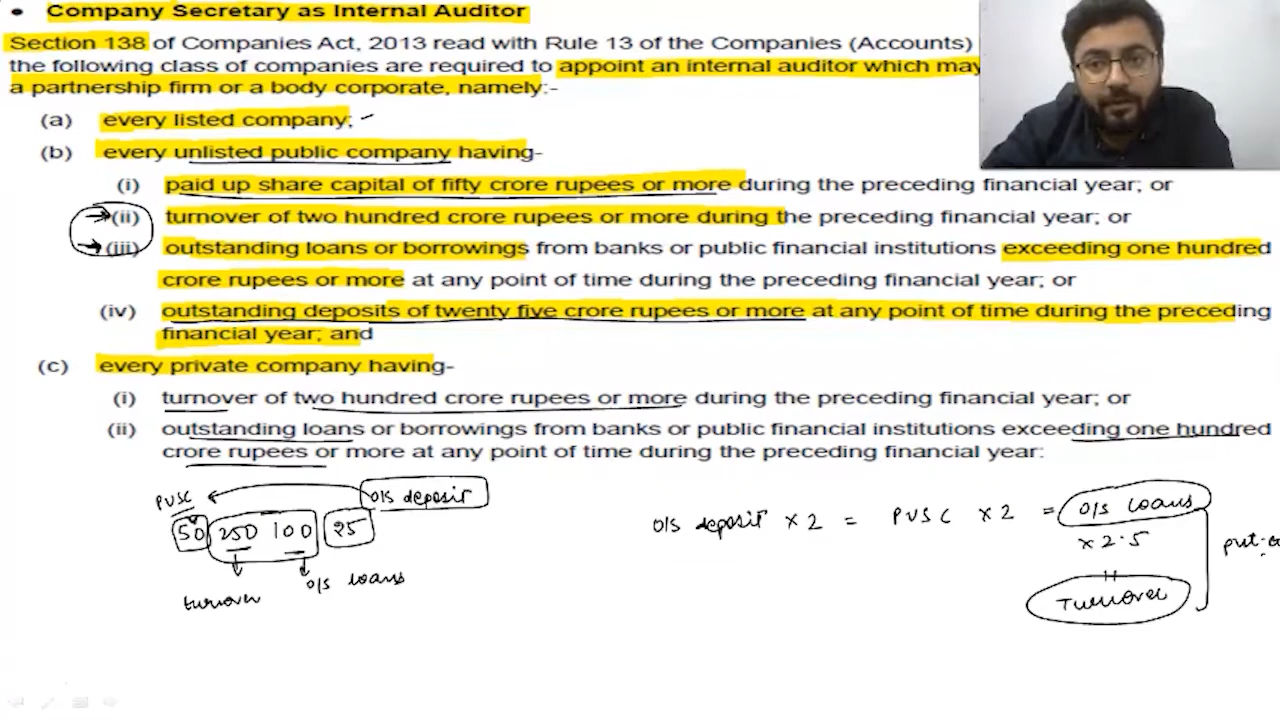 • Company Secretary as Internal Auditor
Section 138 of Companies Act, 2013 read with Rule 13 of the Companies (Accounts)
the following class of companies are required to appoint an internal auditor which may
a partnership firm or a body corporate, namely:-
(a) every listed company;
(b) every unlisted public company having-
(i) paid up share capital of fifty crore rupees or more during the preceding financial year; or
(ii) turnover of two hundred crore rupees or more during the preceding financial year; or
(iii) outstanding loans or borrowings from banks or public financial institutions exceeding one hundred
crore rupees or more at any point of time during the preceding financial year; or
(iv) outstanding deposits of twenty five crore rupees or more at any point of time during the preceding
financial year; and
(c) every private company having-
(i) turnover of two hundred crore rupees or more during the preceding financial year; or
(ii) outstanding loans or borrowings from banks or public financial institutions exceeding one hundred
crore rupees or more at any point of time during the preceding financial year:
PUSC o/s deposit
50 250 100 25
turnover o/s loans
o/s deposit x 2 = PUSC x 2 = o/s loans
x 2.5
=
Turnover